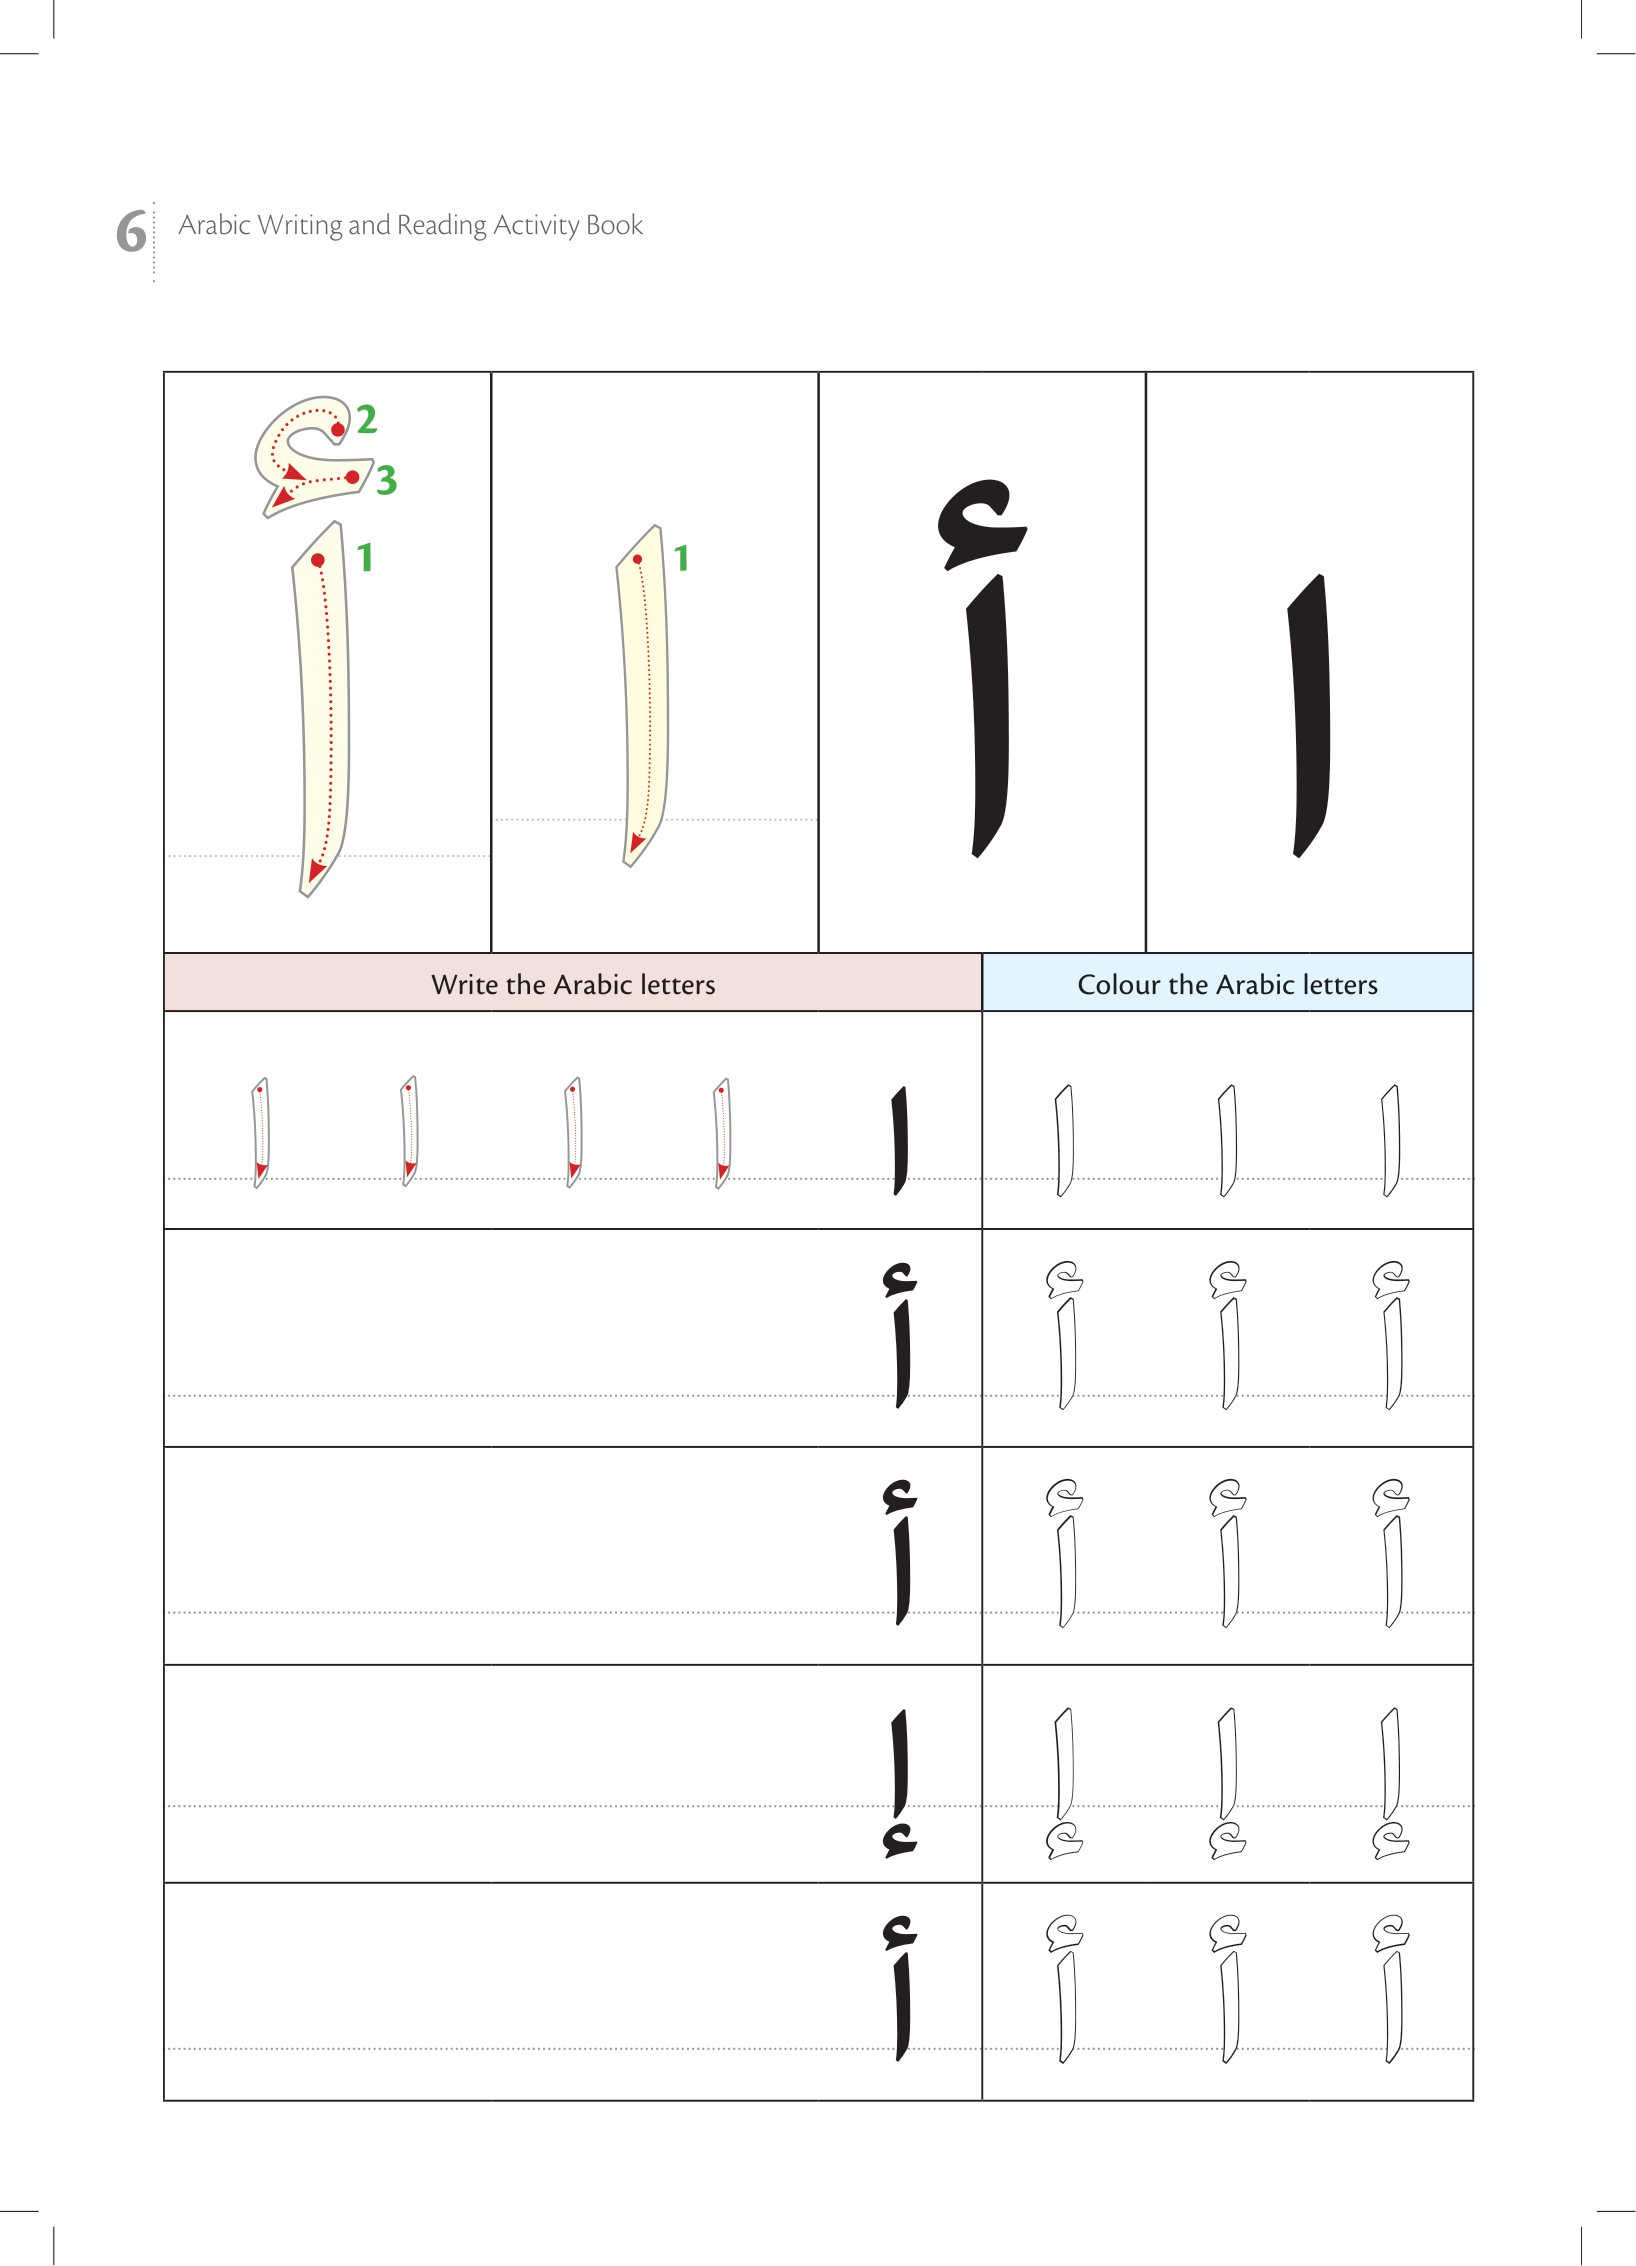 6 Arabic Writing and Reading Activity Book
ا أ 1 1 2 3
ا أ
Colour the Arabic letters Write the Arabic letters
ا ا ا ا ا ا ا ا
أ أ أ أ
أ أ أ أ
إ إ إ إ
أ أ أ أ